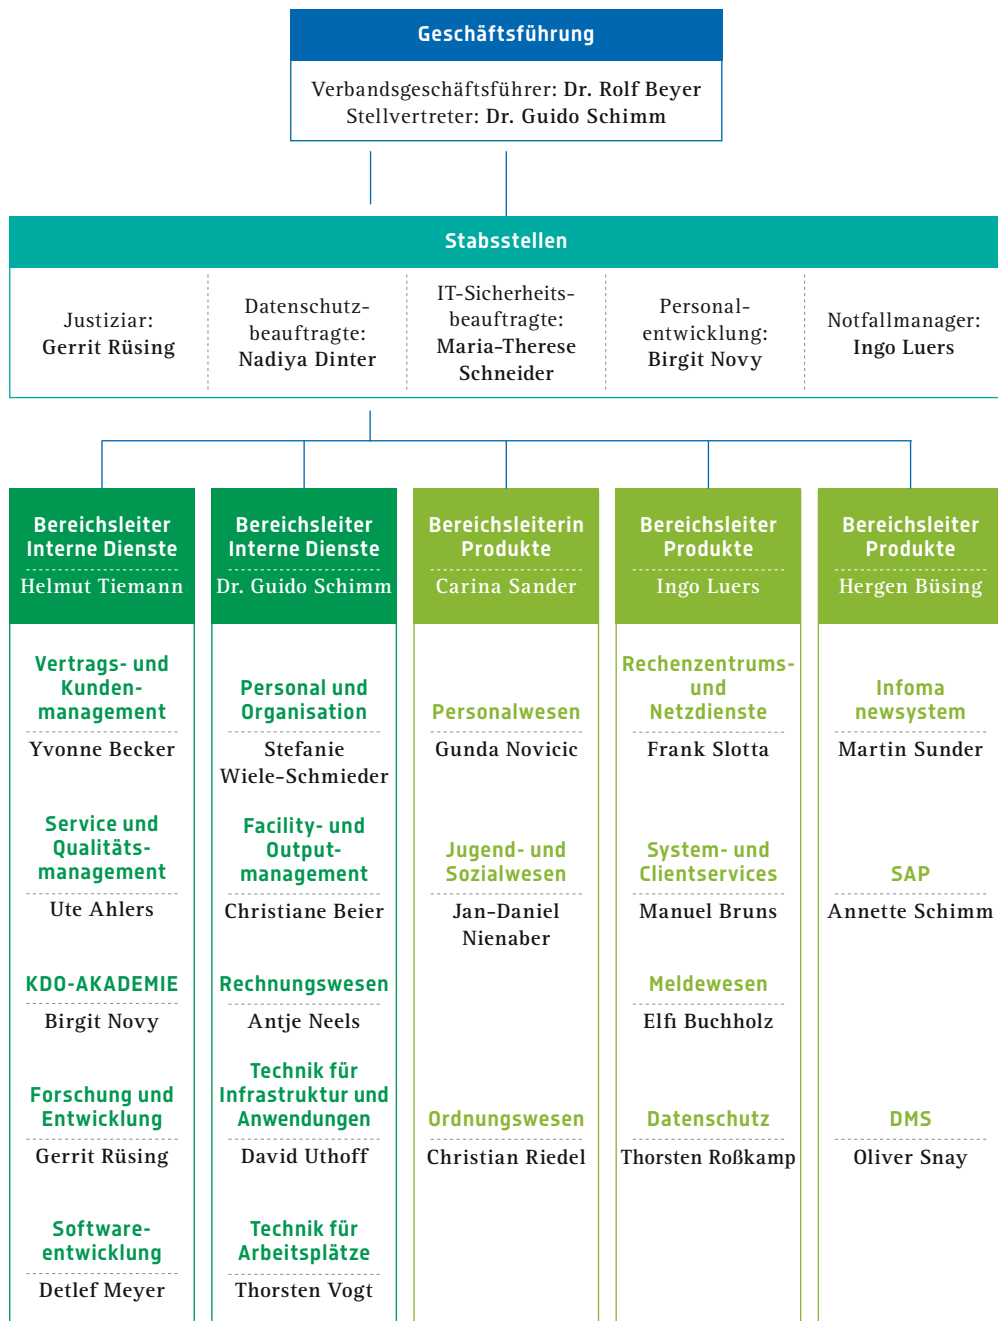 Geschäftsführung
Verbandsgeschäftsführer: Dr. Rolf Beyer
Stellvertreter: Dr. Guido Schimm
Stabsstellen
Justiziar:
Gerrit Rüsing
Datenschutz-
beauftragte:
Nadiya Dinter
IT-Sicherheits-
beauftragte:
Maria-Therese
Schneider
Personal-
entwicklung:
Birgit Novy
Notfallmanager:
Ingo Luers
Bereichsleiter
Interne Dienste
Helmut Tiemann
Vertrags- und
Kunden-
management
Yvonne Becker
Service und
Qualitäts-
management
Ute Ahlers
KDO-AKADEMIE
Birgit Novy
Forschung und
Entwicklung
Gerrit Rüsing
Software-
entwicklung
Detlef Meyer
Bereichsleiter
Interne Dienste
Dr. Guido Schimm
Personal und
Organisation
Stefanie
Wiele-Schmieder
Facility- und
Output-
management
Christiane Beier
Rechnungswesen
Antje Neels
Technik für
Infrastruktur und
Anwendungen
David Uthoff
Technik für
Arbeitsplätze
Thorsten Vogt
Bereichsleiterin
Produkte
Carina Sander
Personalwesen
Gunda Novicic
Jugend- und
Sozialwesen
Jan-Daniel
Nienaber
Ordnungswesen
Christian Riedel
Bereichsleiter
Produkte
Ingo Luers
Rechenzentrums-
und
Netzdienste
Frank Slotta
System- und
Clientservices
Manuel Bruns
Meldewesen
Elfi Buchholz
Datenschutz
Thorsten Roßkamp
Bereichsleiter
Produkte
Hergen Büsing
Infoma
newsystem
Martin Sunder
SAP
Annette Schimm
DMS
Oliver Snay